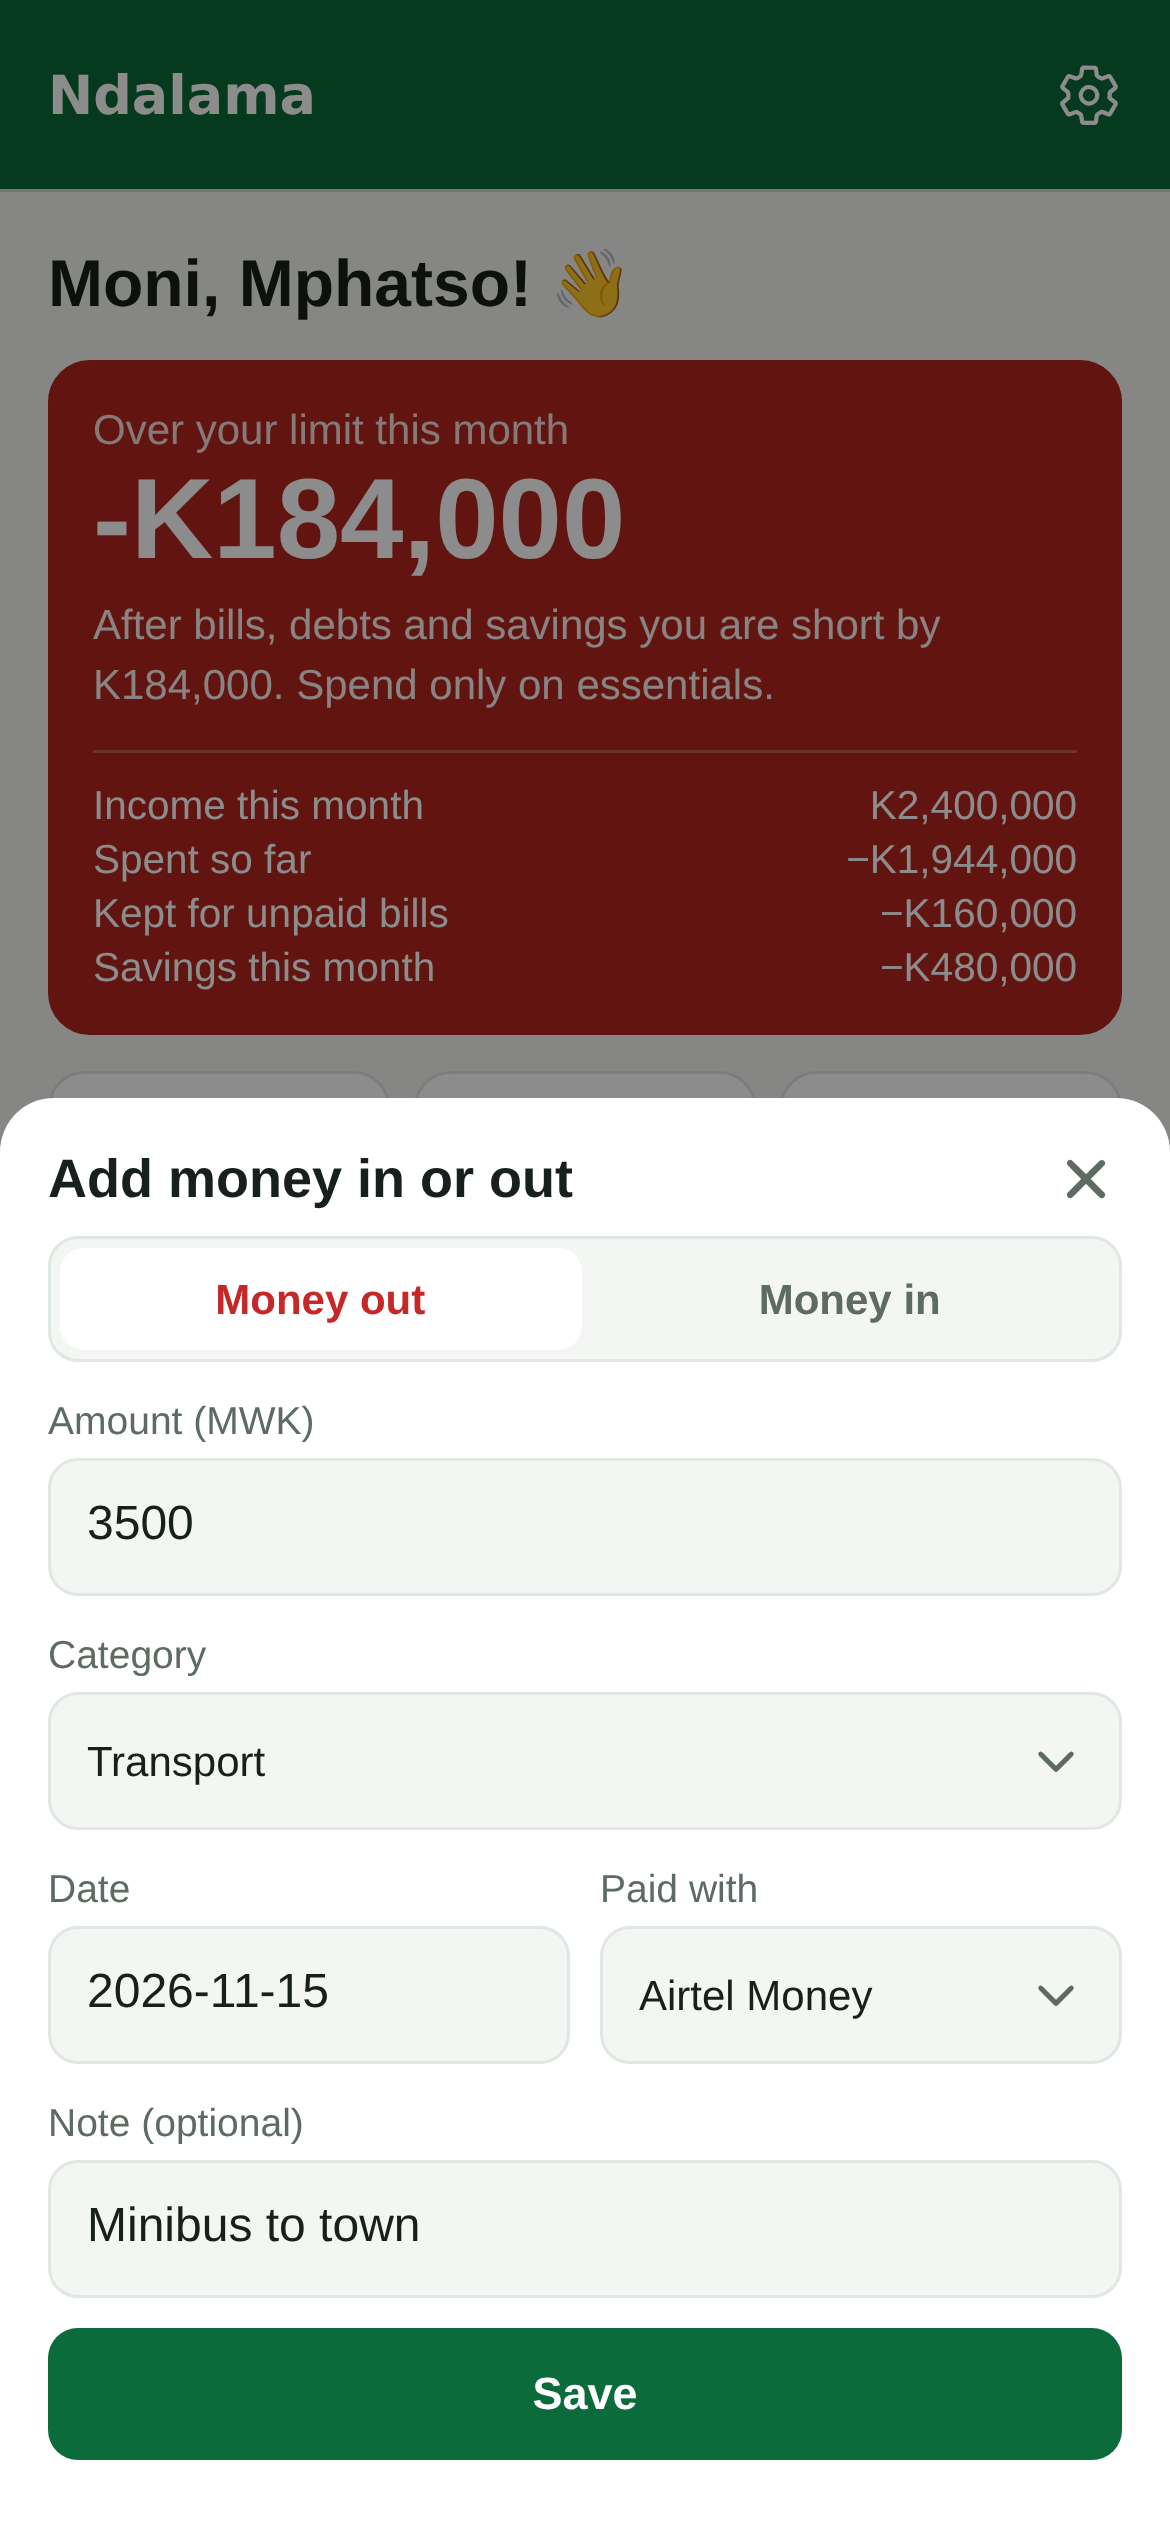 Ndalama
Moni, Mphatso! 👋
Over your limit this month
-K184,000
After bills, debts and savings you are short by
K184,000. Spend only on essentials.
Income this month K2,400,000
Spent so far −K1,944,000
Kept for unpaid bills −K160,000
Savings this month −K480,000
Add money in or out
Money out Money in
Amount (MWK)
3500
Category
Transport
Date Paid with
2026-11-15 Airtel Money
Note (optional)
Minibus to town
Save